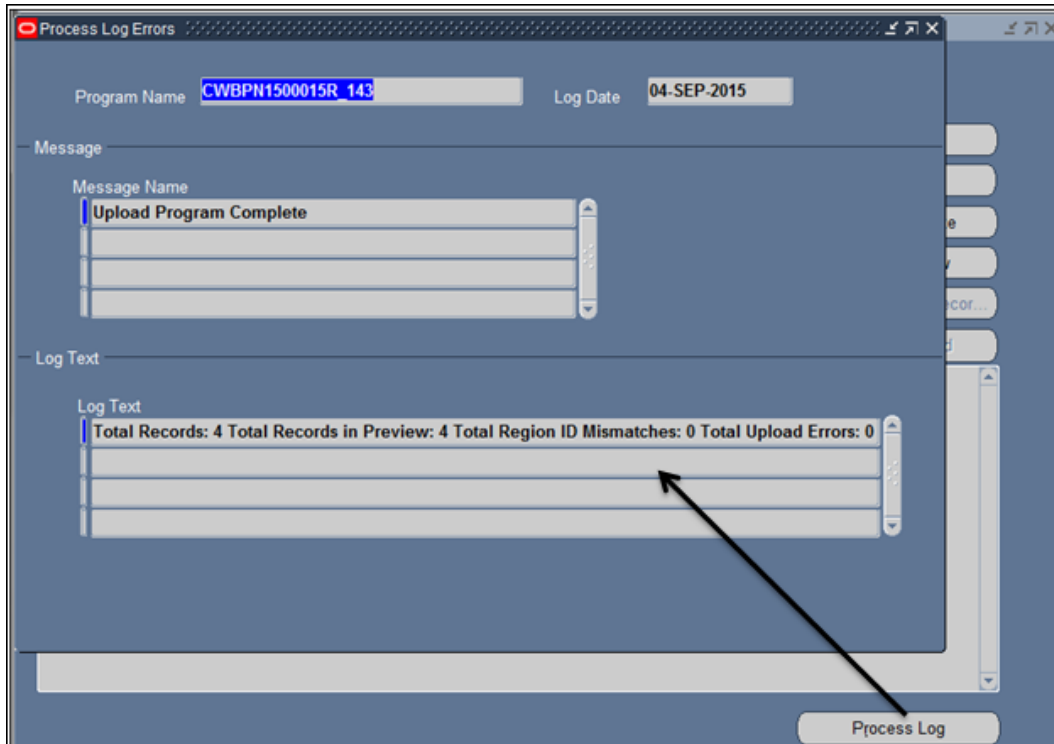 Process Log Errors
Program Name CWBPN1500015R_143 Log Date 04-SEP-2015
Message
Message Name
Upload Program Complete
Log Text
Log Text
Total Records: 4 Total Records in Preview: 4 Total Region ID Mismatches: 0 Total Upload Errors: 0
Process Log